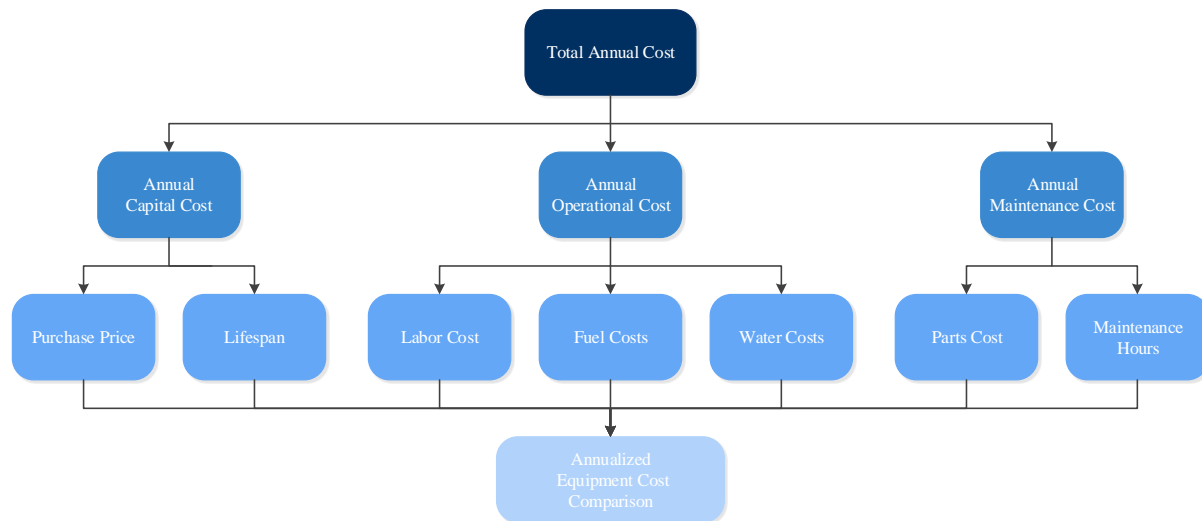 Total Annual Cost
Annual
Capital Cost
Annual
Operational Cost
Annual
Maintenance Cost
Purchase Price
Lifespan
Labor Cost
Fuel Costs
Water Costs
Parts Cost
Maintenance
Hours
Annualized
Equipment Cost
Comparison